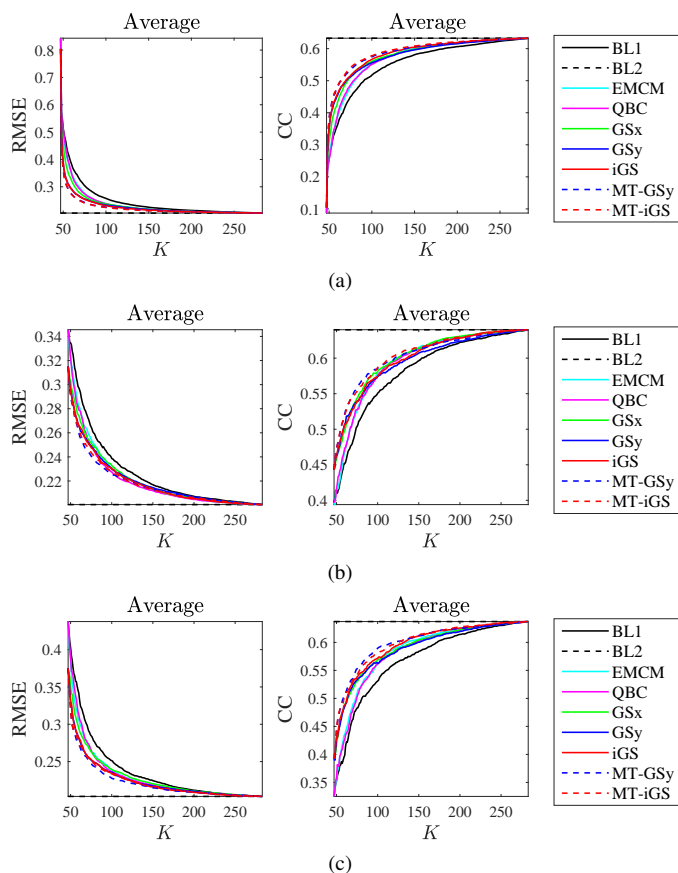 Average
0.8
0.7
0.6
0.5
0.4
0.3
RMSE
50 100 150 200 250
K
Average
0.6
0.5
0.4
0.3
0.2
0.1
CC
50 100 150 200 250
K
BL1
BL2
EMCM
QBC
GSx
GSy
iGS
MT-GSy
MT-iGS
(a)
Average
0.34
0.32
0.3
0.28
0.26
0.24
0.22
RMSE
50 100 150 200 250
K
Average
0.6
0.55
0.5
0.45
0.4
CC
50 100 150 200 250
K
BL1
BL2
EMCM
QBC
GSx
GSy
iGS
MT-GSy
MT-iGS
(b)
Average
0.4
0.35
0.3
0.25
RMSE
50 100 150 200 250
K
Average
0.6
0.55
0.5
0.45
0.4
0.35
CC
50 100 150 200 250
K
BL1
BL2
EMCM
QBC
GSx
GSy
iGS
MT-GSy
MT-iGS
(c)